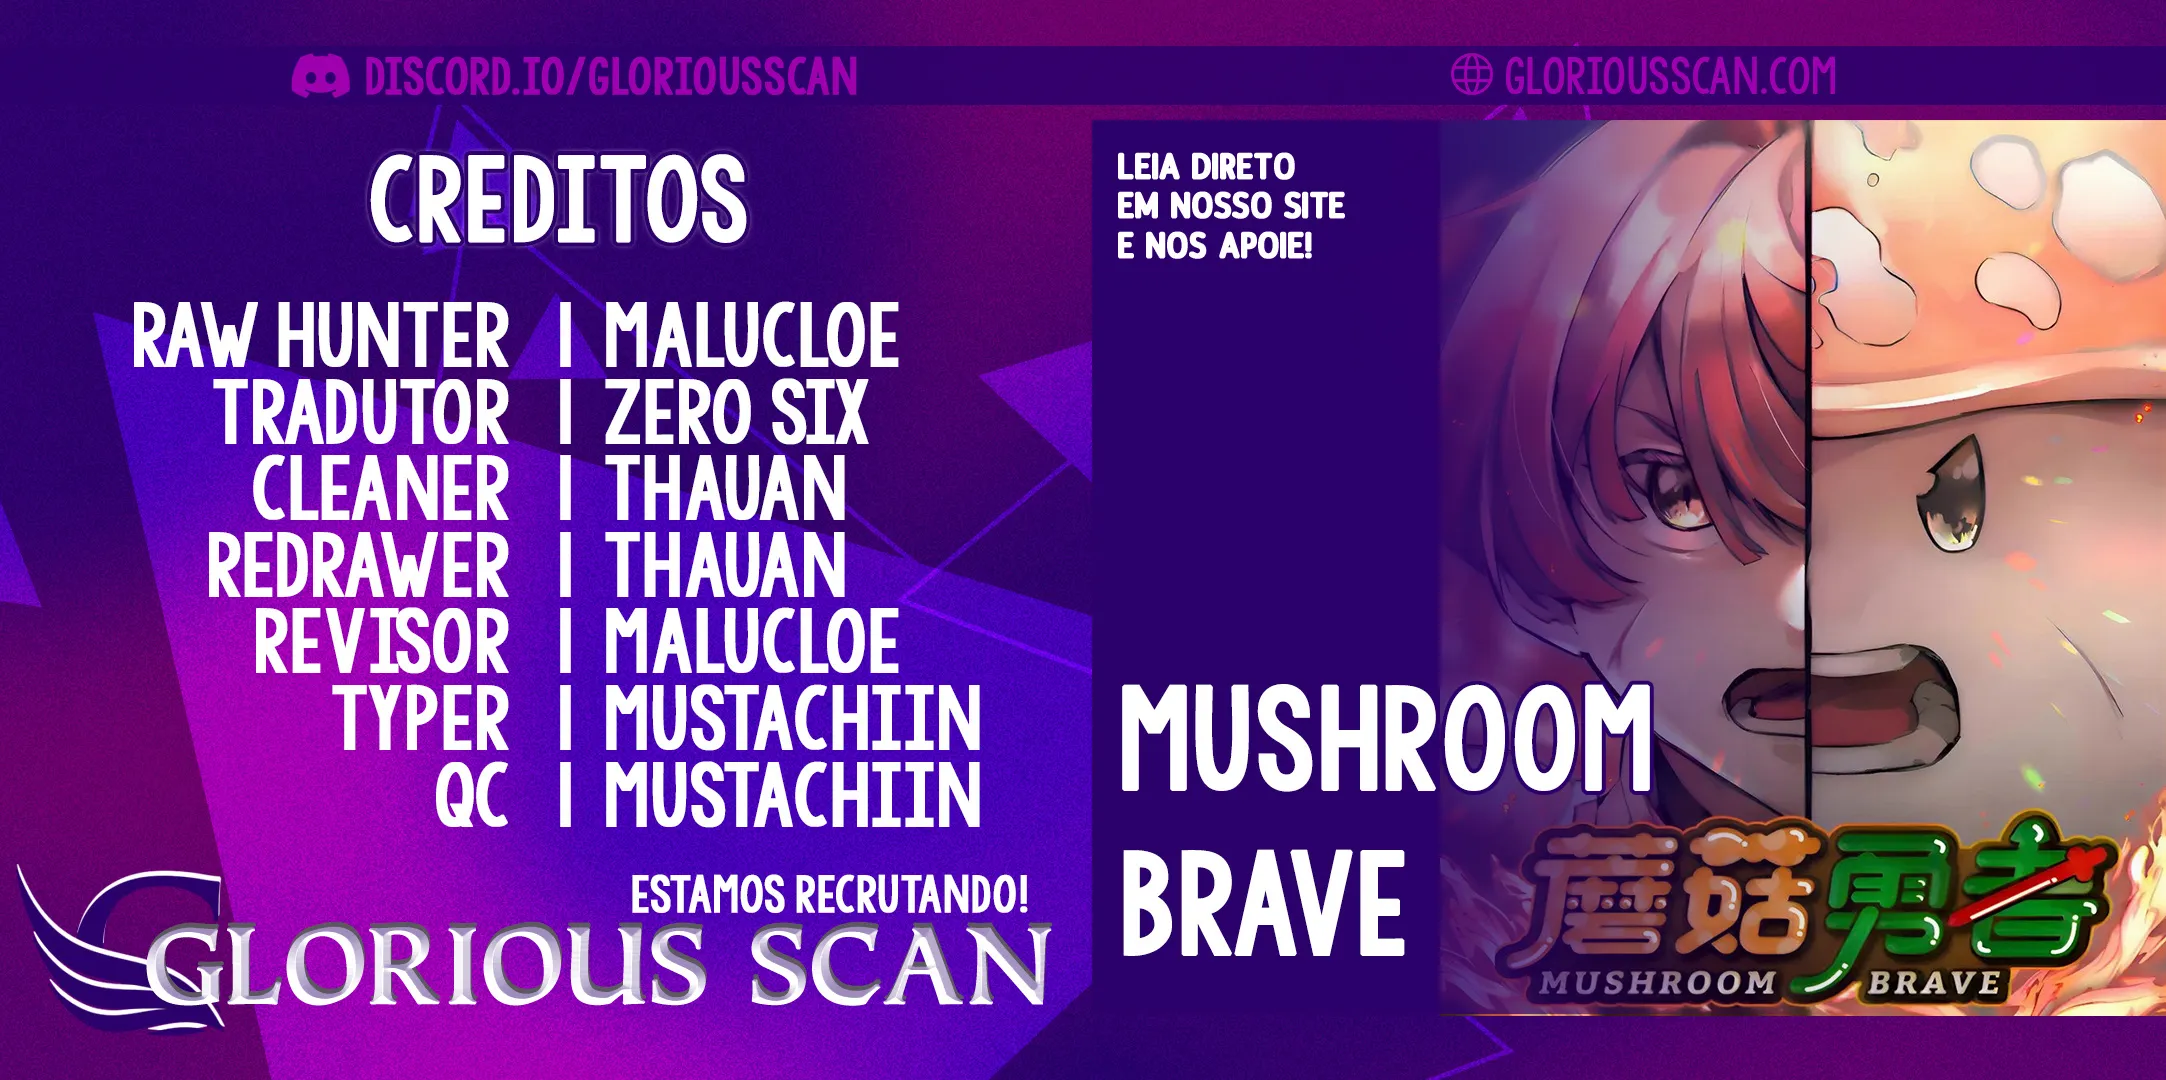 DISCORD.IO/GLORIOUSSCAN
GLORIOUSSCAN.COM
CREDITOS
RAW HUNTER | MALUCLOE
TRADUTOR | ZERO SIX
CLEANER | THAUAN
REDRAWER | THAUAN
REVISOR | MALUCLOE
TYPER | MUSTACHIIN
QC | MUSTACHIIN
ESTAMOS RECRUTANDO!
GLORIOUS SCAN
LEIA DIRETO
EM NOSSO SITE
E NOS APOIE!
MUSHROOM
BRAVE
蘑菇勇者
MUSHROOM BRAVE